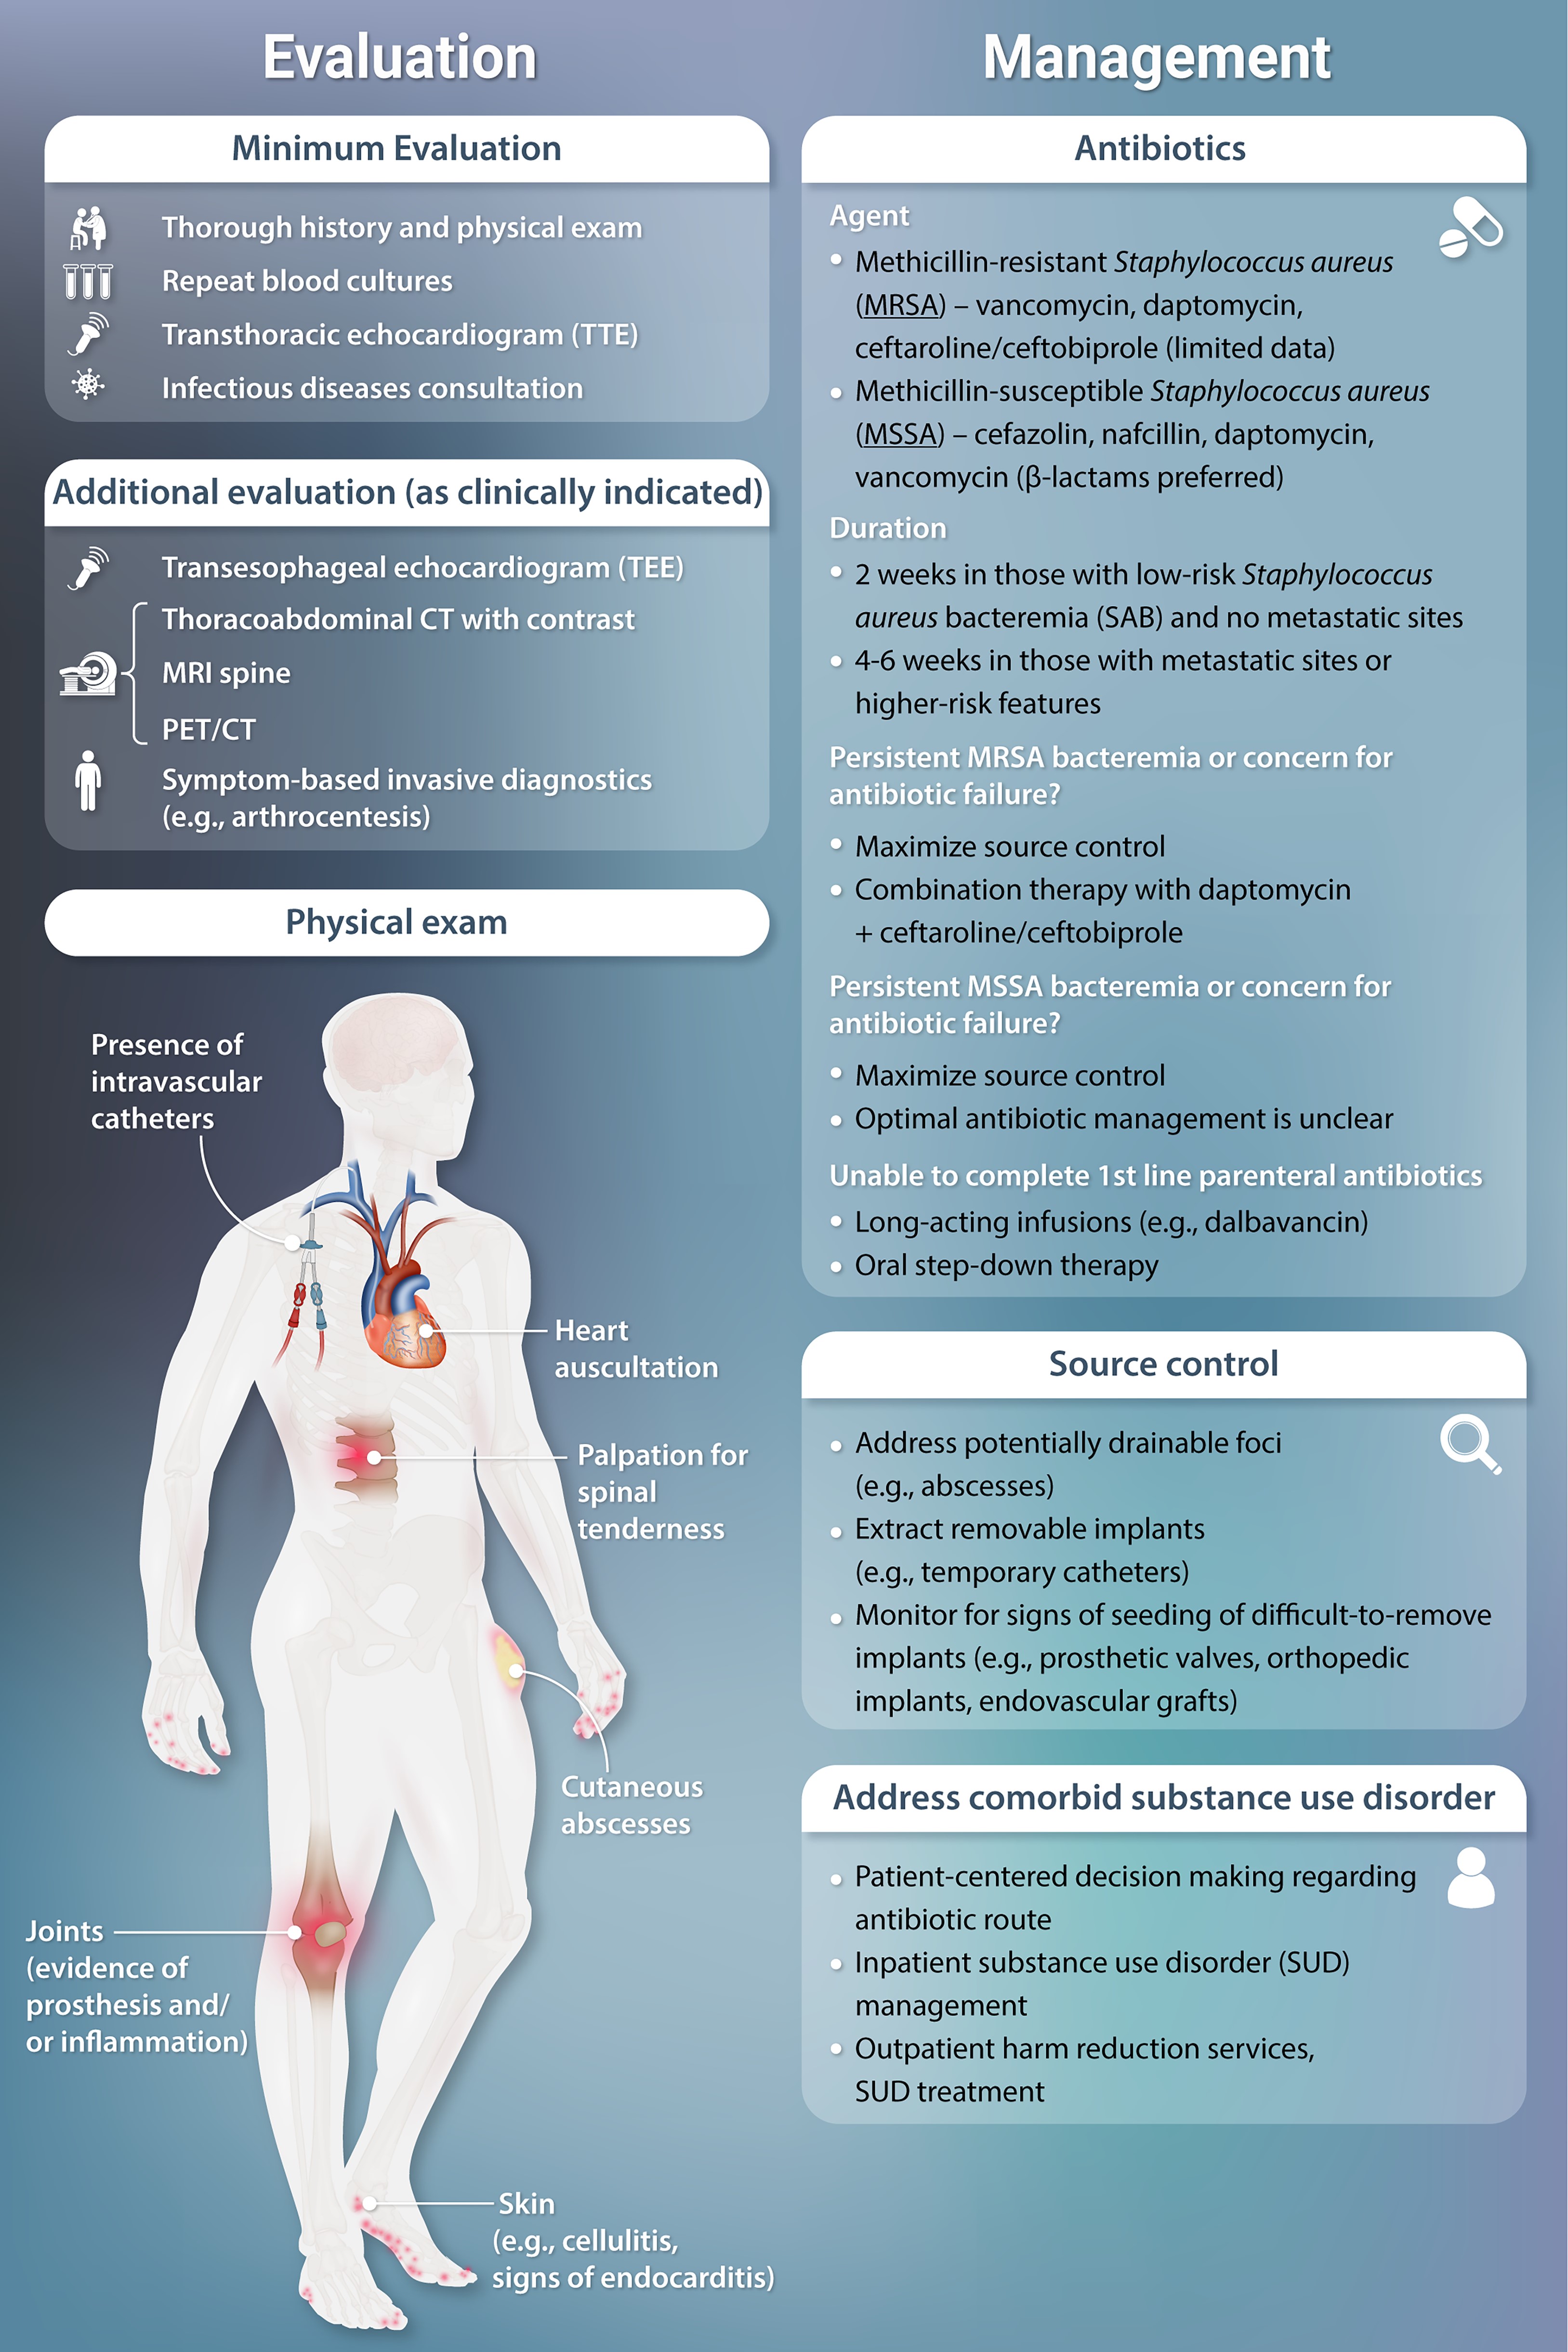 Evaluation
Minimum Evaluation
Thorough history and physical exam
Repeat blood cultures
Transthoracic echocardiogram (TTE)
Infectious diseases consultation
Additional evaluation (as clinically indicated)
Transesophageal echocardiogram (TEE)
Thoracoabdominal CT with contrast
MRI spine
PET/CT
Symptom-based invasive diagnostics
(e.g., arthrocentesis)
Physical exam
Presence of
intravascular
catheters
Heart
auscultation
Palpation for
spinal
tenderness
Cutaneous
abscesses
Joints
(evidence of
prosthesis and/
or inflammation)
Skin
(e.g., cellulitis,
signs of endocarditis)
Management
Antibiotics
Agent
• Methicillin-resistant Staphylococcus aureus
(MRSA) – vancomycin, daptomycin,
ceftaroline/ceftobiprole (limited data)
• Methicillin-susceptible Staphylococcus aureus
(MSSA) – cefazolin, nafcillin, daptomycin,
vancomycin (β-lactams preferred)
Duration
• 2 weeks in those with low-risk Staphylococcus
aureus bacteremia (SAB) and no metastatic sites
• 4-6 weeks in those with metastatic sites or
higher-risk features
Persistent MRSA bacteremia or concern for
antibiotic failure?
• Maximize source control
• Combination therapy with daptomycin
+ ceftaroline/ceftobiprole
Persistent MSSA bacteremia or concern for
antibiotic failure?
• Maximize source control
• Optimal antibiotic management is unclear
Unable to complete 1st line parenteral antibiotics
• Long-acting infusions (e.g., dalbavancin)
• Oral step-down therapy
Source control
• Address potentially drainable foci
(e.g., abscesses)
• Extract removable implants
(e.g., temporary catheters)
• Monitor for signs of seeding of difficult-to-remove
implants (e.g., prosthetic valves, orthopedic
implants, endovascular grafts)
Address comorbid substance use disorder
• Patient-centered decision making regarding
antibiotic route
• Inpatient substance use disorder (SUD)
management
• Outpatient harm reduction services,
SUD treatment